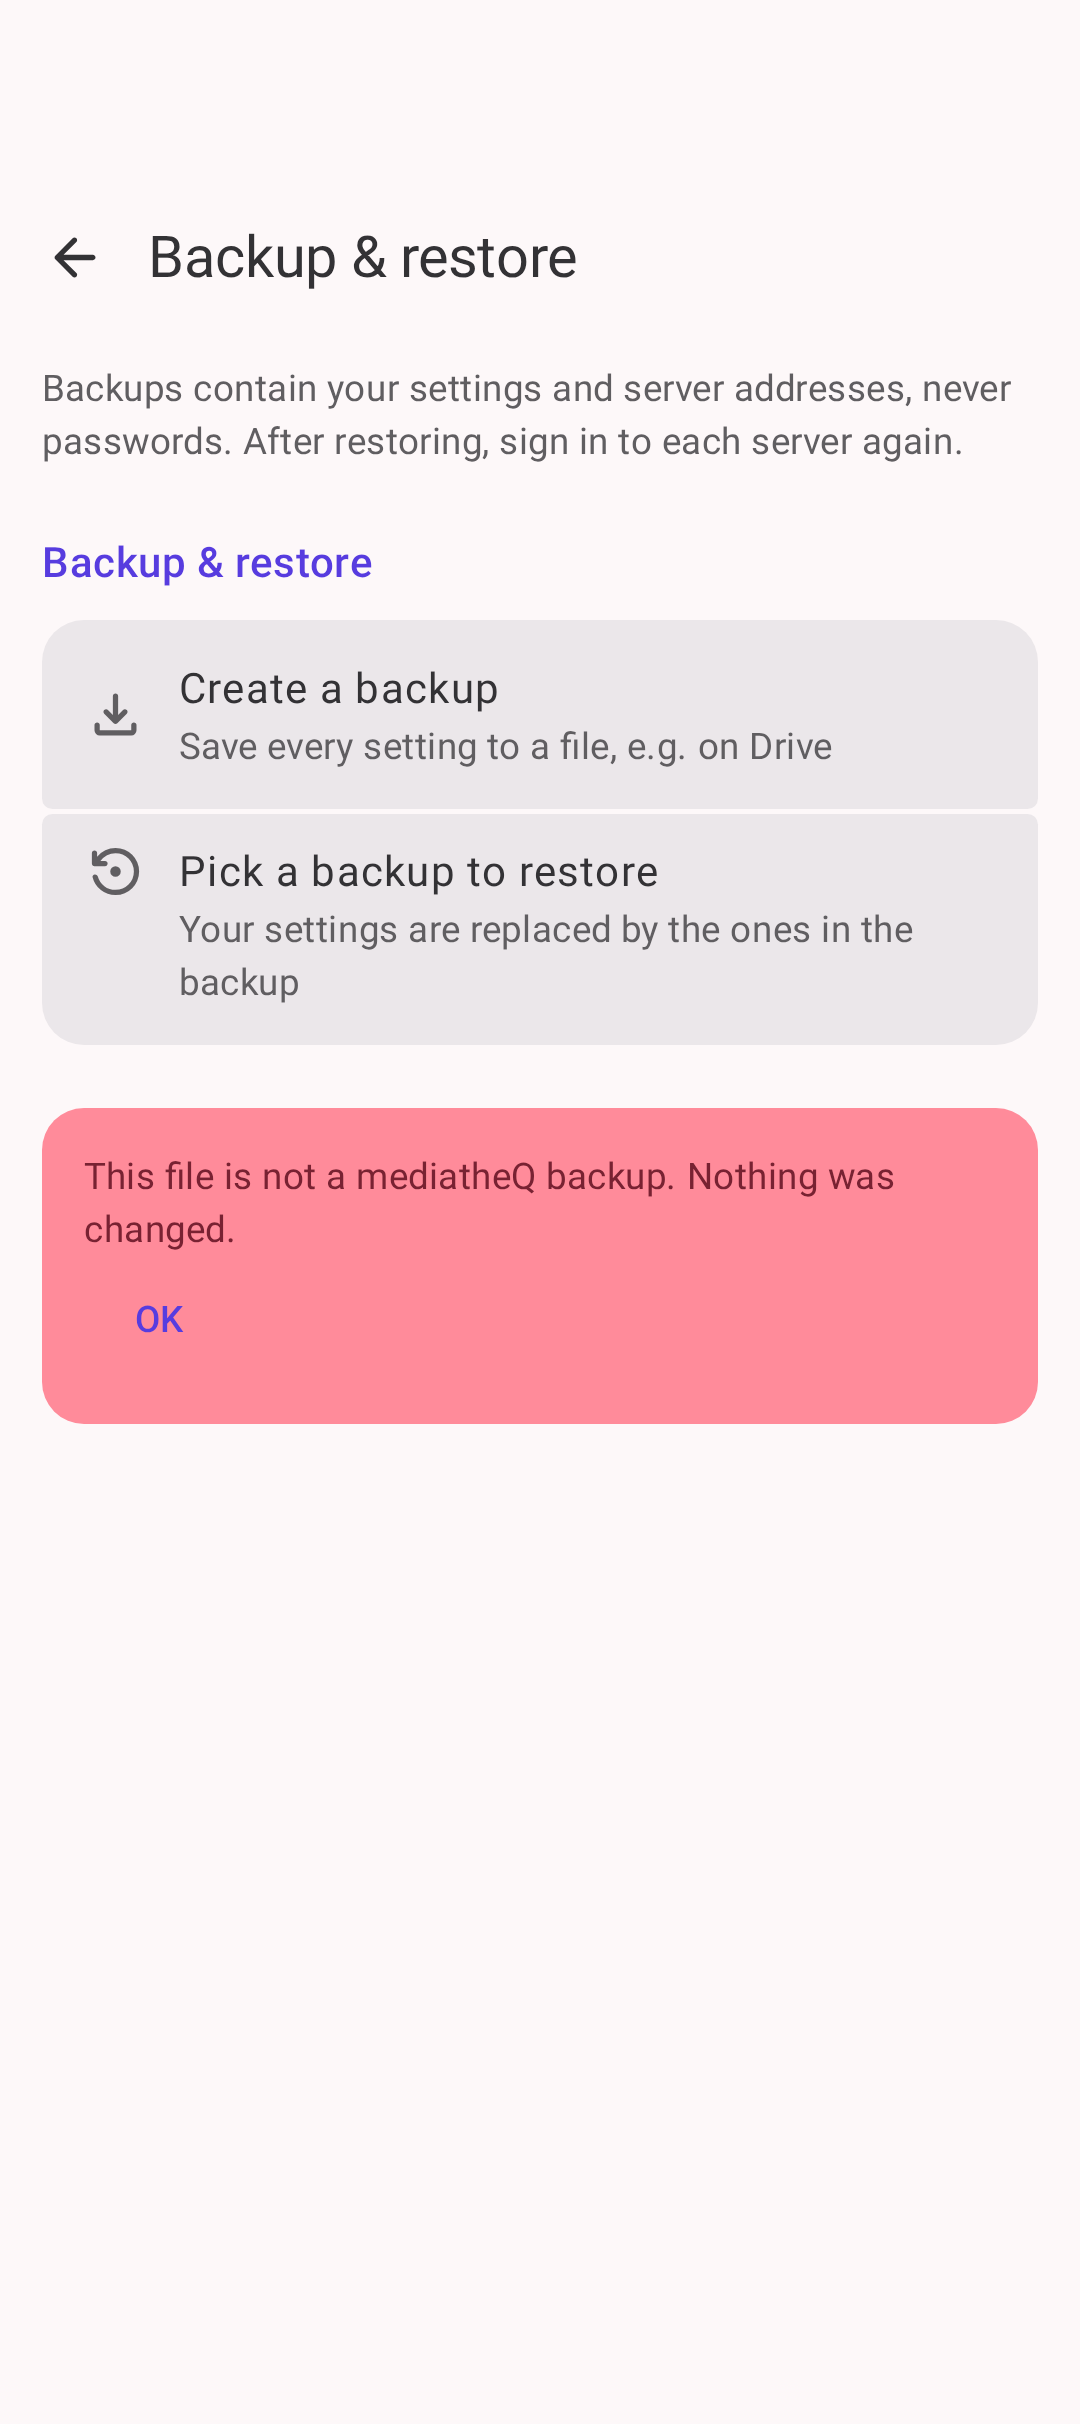 Backup & restore
Backups contain your settings and server addresses, never
passwords. After restoring, sign in to each server again.
Backup & restore
Create a backup
Save every setting to a file, e.g. on Drive
Pick a backup to restore
Your settings are replaced by the ones in the
backup
This file is not a mediatheQ backup. Nothing was
changed.
OK